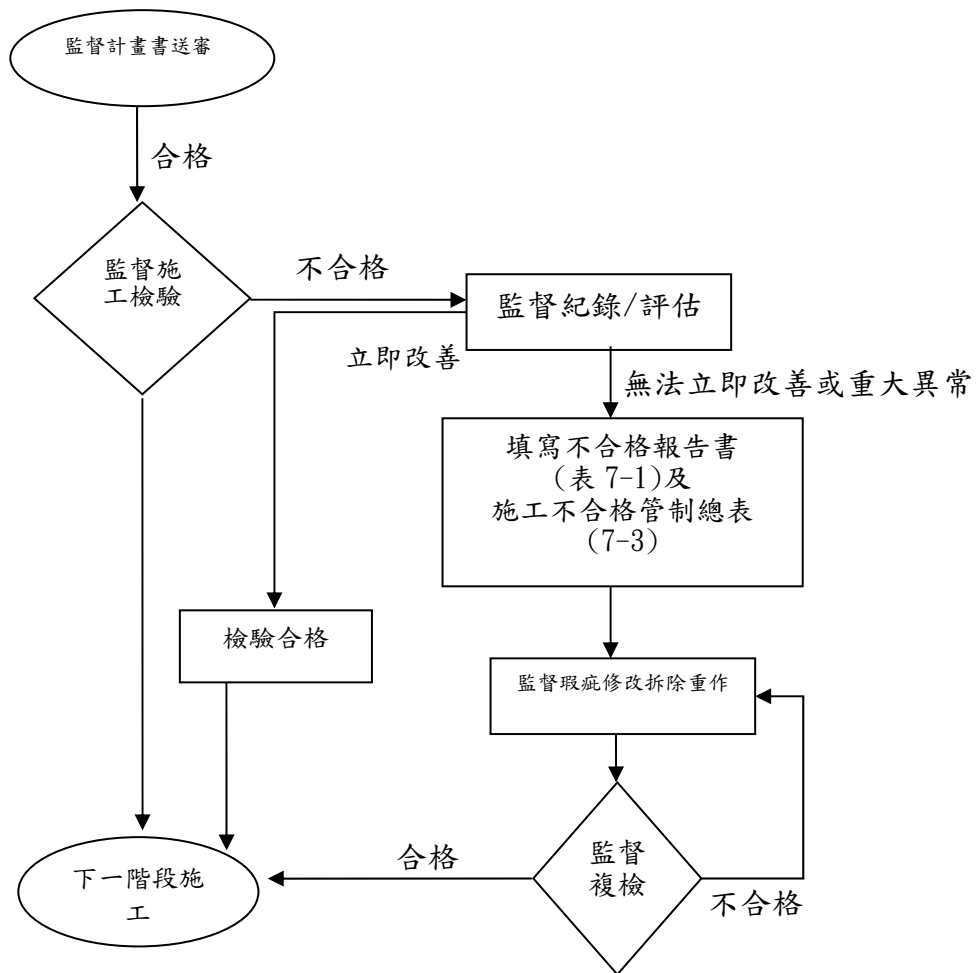 監督計畫書送審
合格
監督施
工檢驗
不合格
監督紀錄/評估
立即改善
無法立即改善或重大異常
填寫不合格報告書
(表 7-1)及
施工不合格管制總表
(7-3)
檢驗合格
監督瑕疵修改拆除重作
監督
複檢
合格
不合格
下一階段施
工